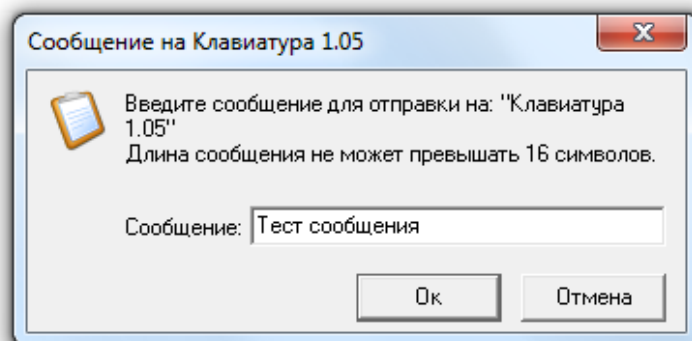 Сообщение на Клавиатура 1.05
Введите сообщение для отправки на: "Клавиатура
1.05"
Длина сообщения не может превышать 16 символов.
Сообщение: Тест сообщения
Ок Отмена